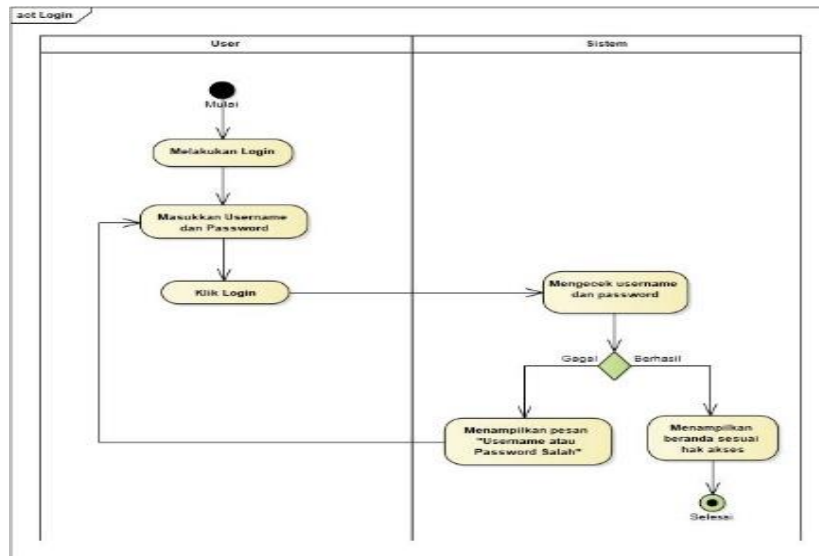 act Login
User
Sistem
Mulai
Melakukan Login
Masukkan Username
dan Password
Klik Login
Mengecek username
dan password
Gagal
Berhasil
Menampilkan pesan
"Username atau
Password Salah"
Menampilkan
beranda sesuai
hak akses
Selesai